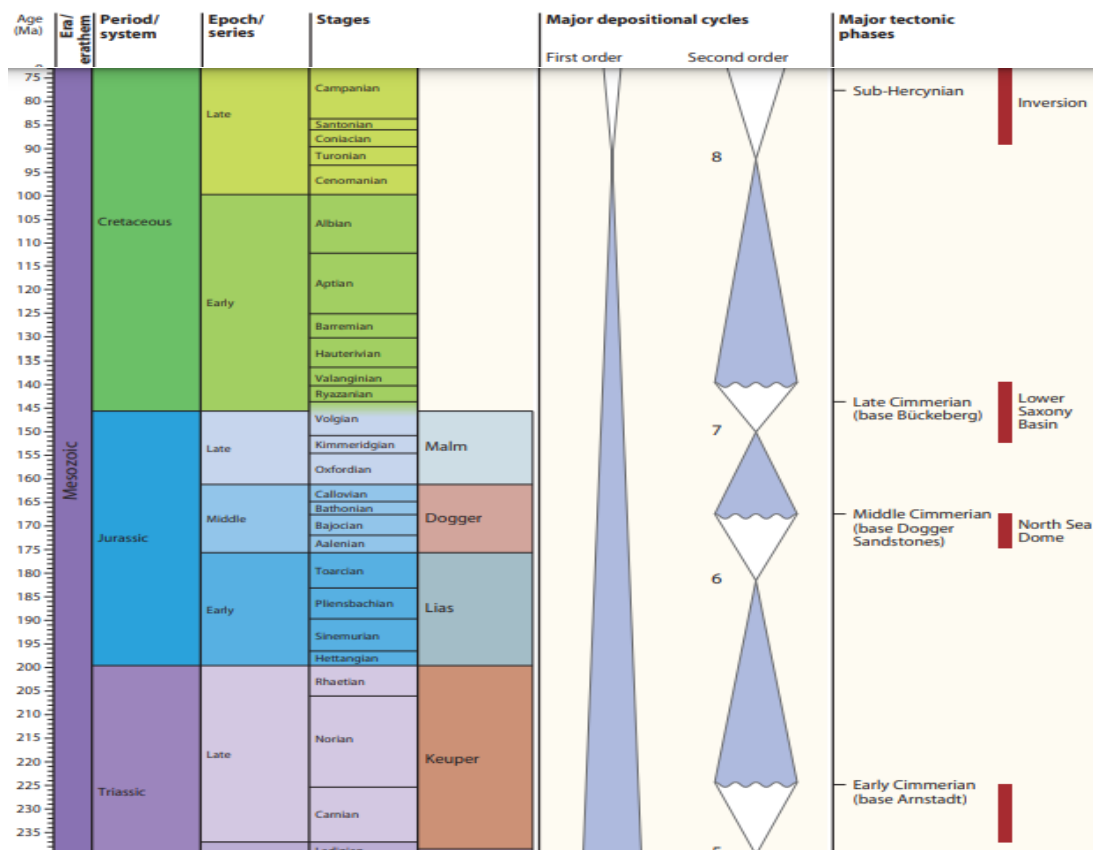 Age
(Ma)
Era/
erathem
Period/
system
Epoch/
series
Stages
Major depositional cycles
First order
Second order
Major tectonic
phases
75
80
85
90
95
100
105
110
115
120
125
130
135
140
145
150
155
160
165
170
175
180
185
190
195
200
205
210
215
220
225
230
235
Mesozoic
Cretaceous
Jurassic
Triassic
Late
Early
Late
Middle
Early
Late
Campanian
Santonian
Coniacian
Turonian
Cenomanian
Albian
Aptian
Barremian
Hauterivian
Valanginian
Ryazanian
Volgian
Kimmeridgian
Oxfordian
Callovian
Bathonian
Bajocian
Aalenian
Toarcian
Pliensbachian
Sinemurian
Hettangian
Rhaetian
Norian
Carnian
Malm
Dogger
Lias
Keuper
8
7
6
Sub-Hercynian
Inversion
Late Cimmerian
(base Bückeberg)
Lower
Saxony
Basin
Middle Cimmerian
(base Dogger
Sandstones)
North Sea
Dome
Early Cimmerian
(base Arnstadt)